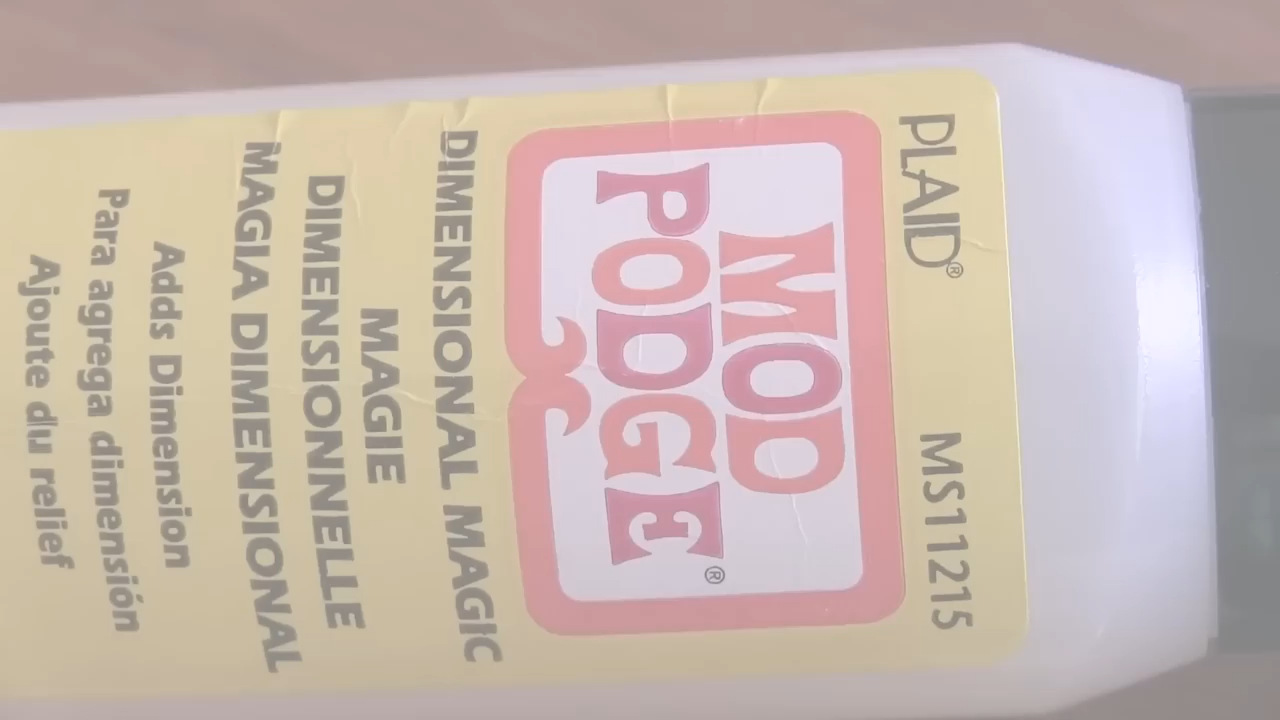 PLAID® MS11215
MOD
PODGE®
DIMENSIONAL MAGIC
MAGIE
DIMENSIONNELLE
MAGIA DIMENSIONAL
Adds Dimension
Para agrega dimensión
Ajoute du relief